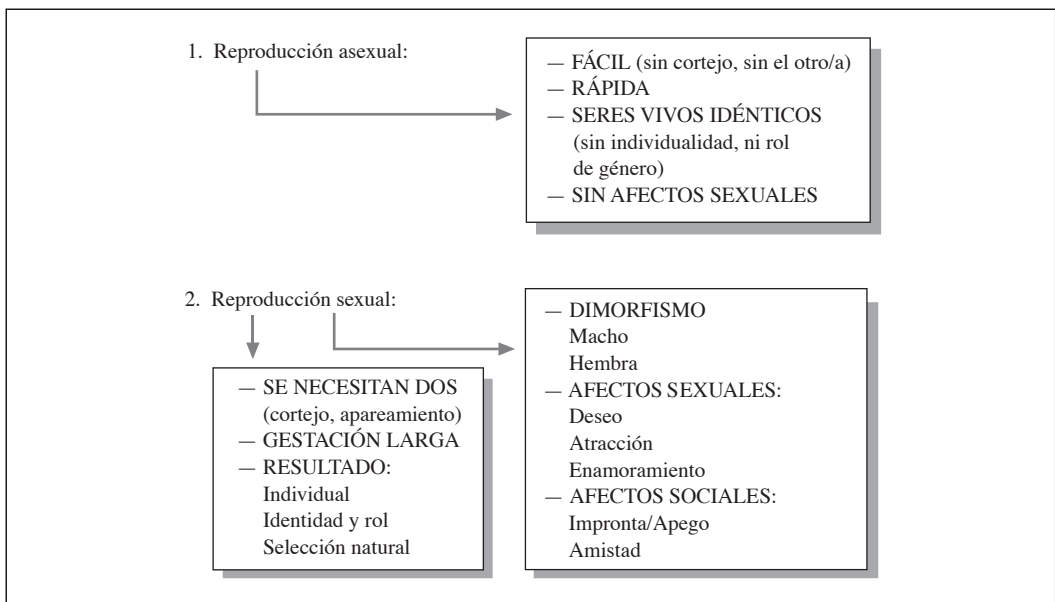 1. Reproducción asexual:
— FÁCIL (sin cortejo, sin el otro/a)
— RÁPIDA
— SERES VIVOS IDÉNTICOS
(sin individualidad, ni rol
de género)
— SIN AFECTOS SEXUALES
2. Reproducción sexual:
— SE NECESITAN DOS
(cortejo, apareamiento)
— GESTACIÓN LARGA
— RESULTADO:
Individual
Identidad y rol
Selección natural
— DIMORFISMO
Macho
Hembra
— AFECTOS SEXUALES:
Deseo
Atracción
Enamoramiento
— AFECTOS SOCIALES:
Impronta/Apego
Amistad